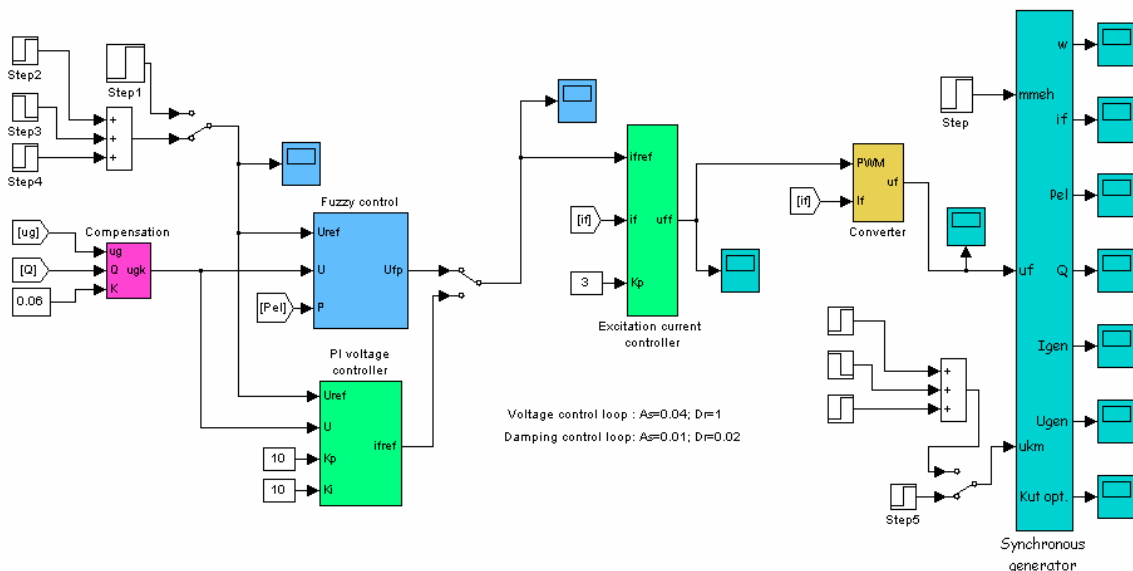 Step2
Step1
Step3
Step4
+
+
+
[ug]
[Q]
0.06
Compensation
ug
Q
K
ugk
Fuzzy control
Uref
U
P
Ufp
[Pel]
PI voltage
controller
Uref
U
Kp
Ki
ifref
10
10
[if]
3
ifref
if
Kp
uff
Excitation current
controller
Voltage control loop : As=0.04; Dr=1
Damping control loop: As=0.01; Dr=0.02
[if]
PWM
If
uf
Converter
Step
+
+
+
Step5
mmeh
uf
ukm
w
if
Pel
Q
Igen
Ugen
Kut opt.
Synchronous
generator